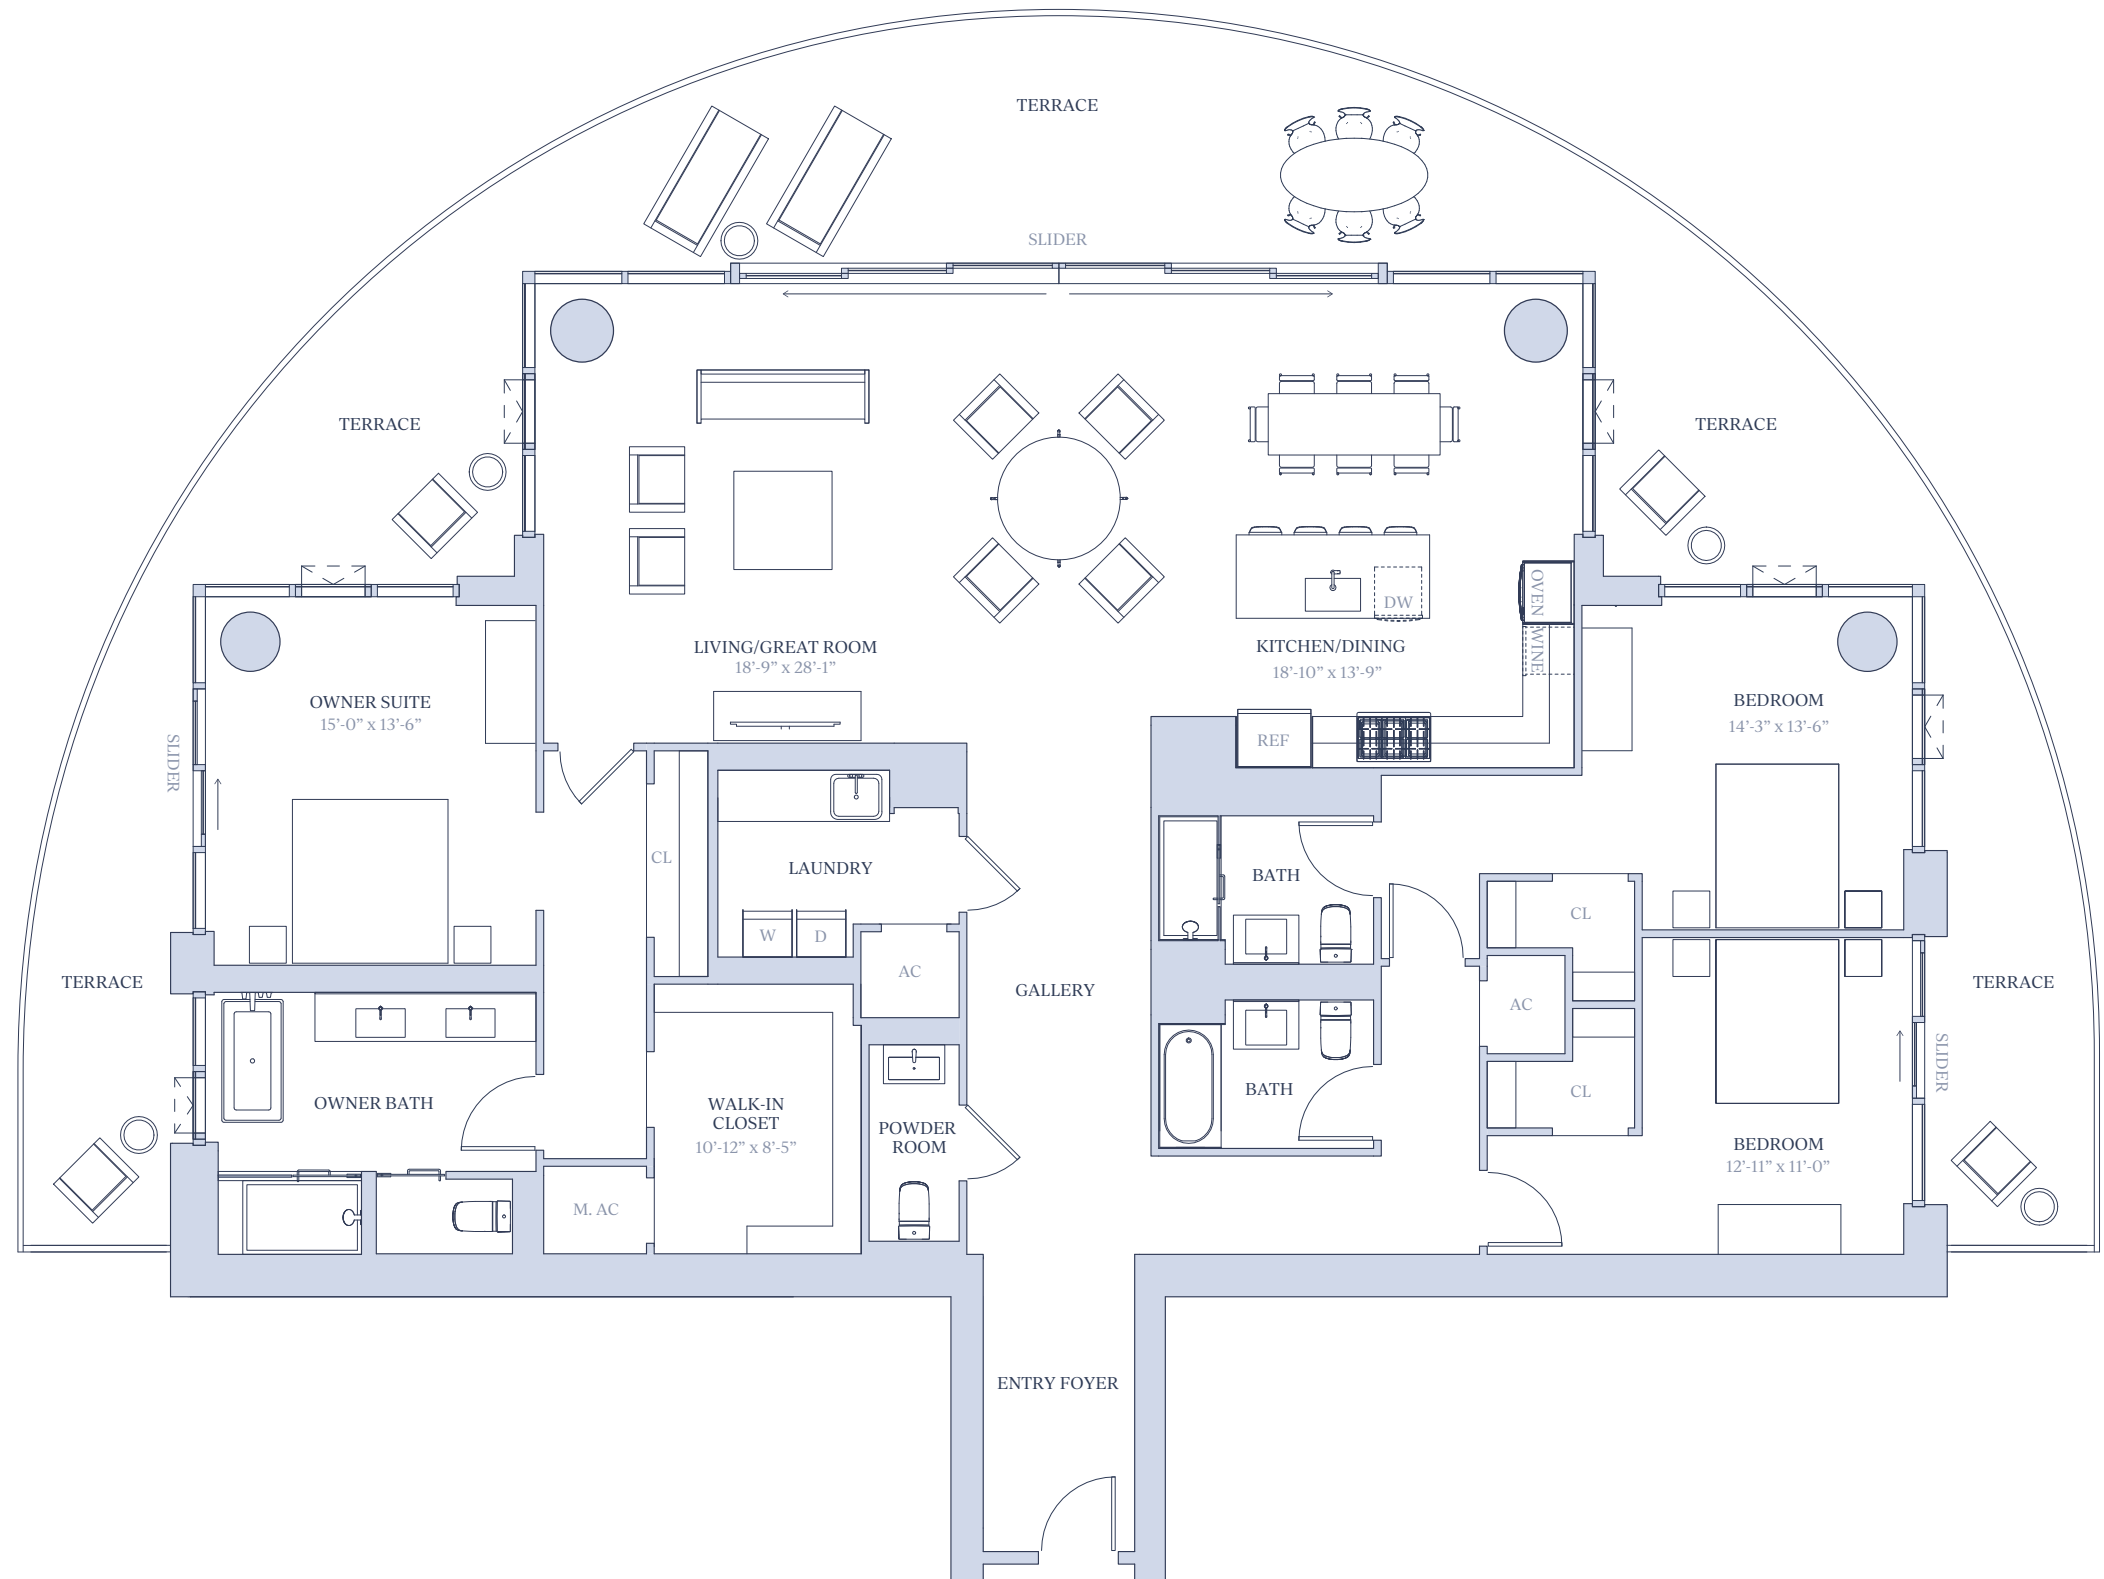 TERRACE
SLIDER
TERRACE
TERRACE
OVEN
DW
WINE
LIVING/GREAT ROOM
18'-9" x 28'-1"
KITCHEN/DINING
18'-10" x 13'-9"
OWNER SUITE
15'-0" x 13'-6"
BEDROOM
14'-3" x 13'-6"
SLIDER
REF
CL
LAUNDRY
BATH
CL
W
D
AC
TERRACE
GALLERY
AC
TERRACE
SLIDER
OWNER BATH
WALK-IN
CLOSET
10'-12" x 8'-5"
BATH
CL
POWDER
ROOM
BEDROOM
12'-11" x 11'-0"
M. AC
ENTRY FOYER